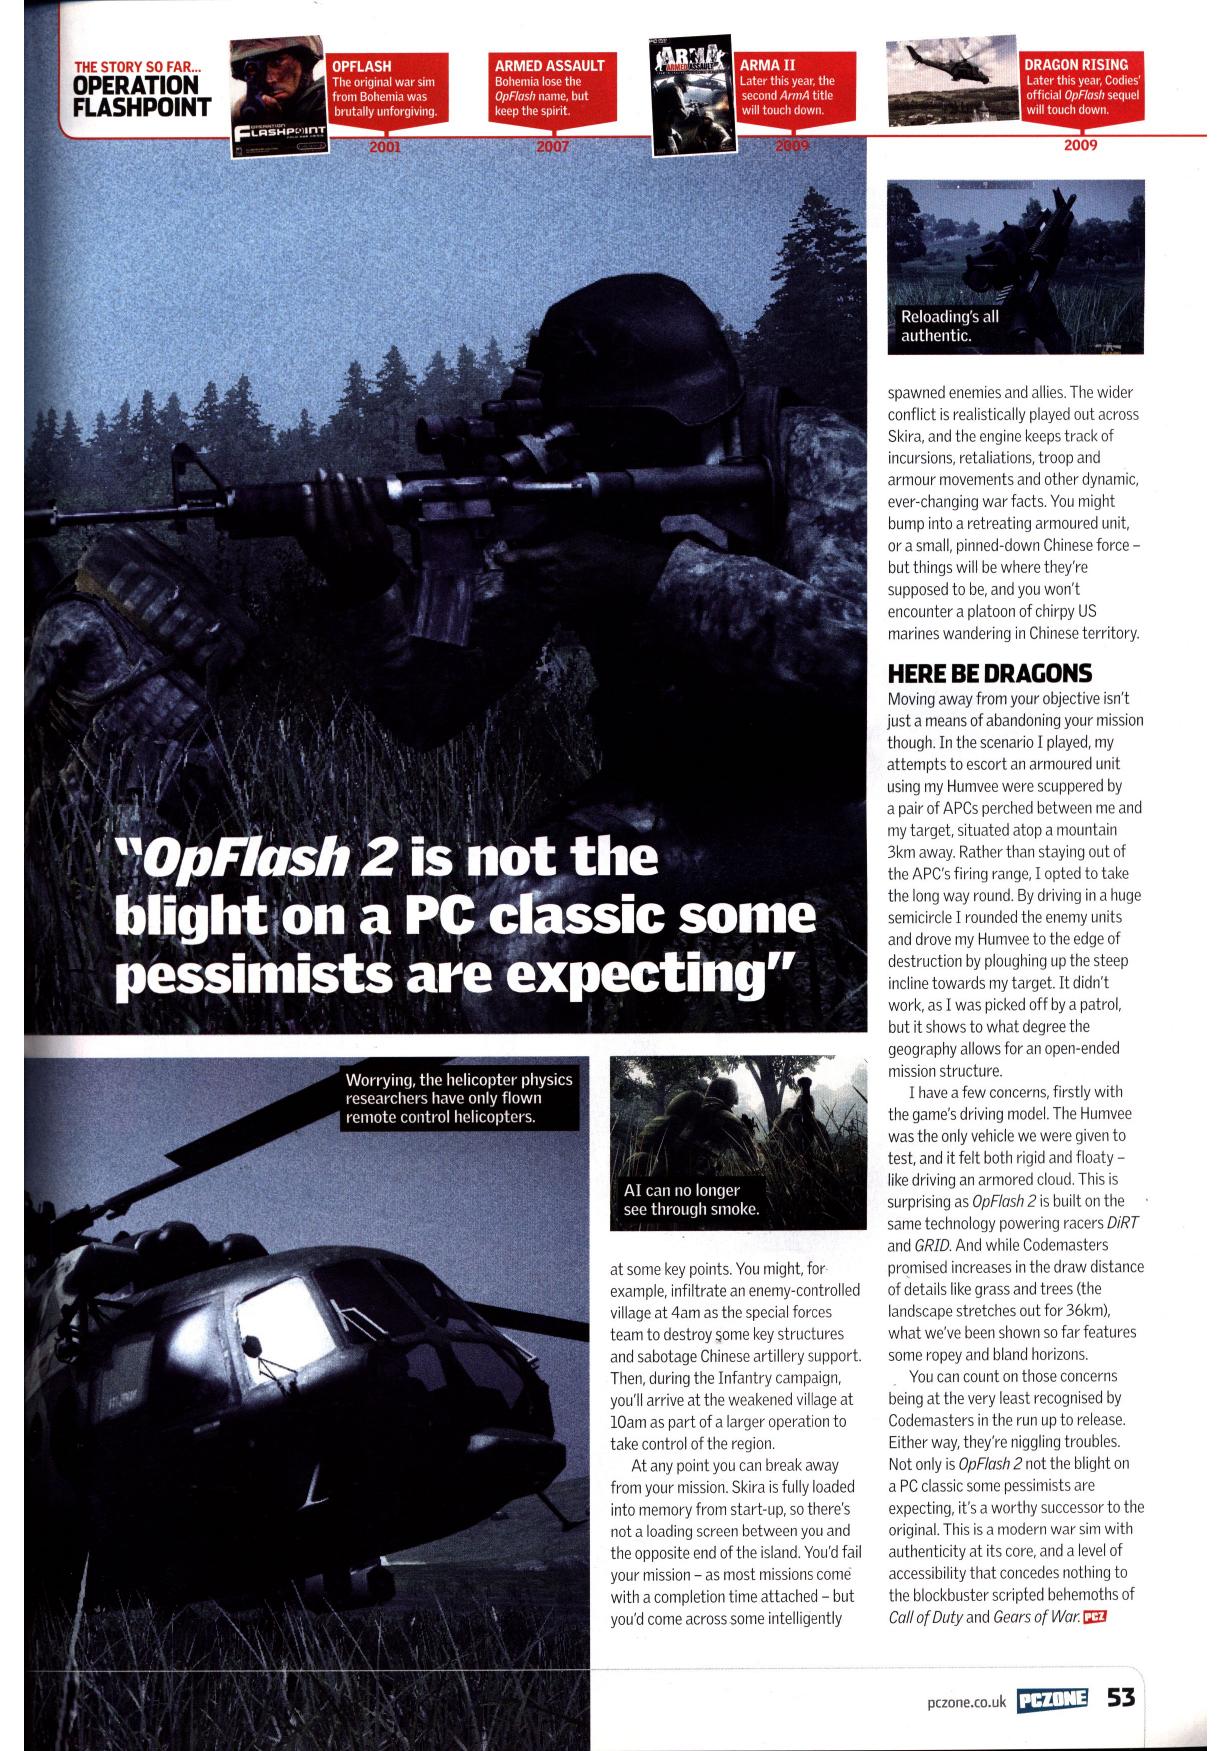 THE STORY SO FAR...
OPERATION
FLASHPOINT
OPERATION
FLASHPOINT
OPFLASH
The original war sim
from Bohemia was
brutally unforgiving.
2001
ARMED ASSAULT
Bohemia lose the
OpFlash name, but
keep the spirit.
2007
ARMA
ARMED ASSAULT
ARMA II
Later this year, the
second ArmA title
will touch down.
2009
DRAGON RISING
Later this year, Codies'
official OpFlash sequel
will touch down.
2009
"OpFlash 2 is not the
blight on a PC classic some
pessimists are expecting"
Worrying, the helicopter physics
researchers have only flown
remote control helicopters.
AI can no longer
see through smoke.
at some key points. You might, for
example, infiltrate an enemy-controlled
village at 4am as the special forces
team to destroy some key structures
and sabotage Chinese artillery support.
Then, during the Infantry campaign,
you'll arrive at the weakened village at
10am as part of a larger operation to
take control of the region.
At any point you can break away
from your mission. Skira is fully loaded
into memory from start-up, so there's
not a loading screen between you and
the opposite end of the island. You'd fail
your mission – as most missions come
with a completion time attached – but
you'd come across some intelligently
Reloading's all
authentic.
spawned enemies and allies. The wider
conflict is realistically played out across
Skira, and the engine keeps track of
incursions, retaliations, troop and
armour movements and other dynamic,
ever-changing war facts. You might
bump into a retreating armoured unit,
or a small, pinned-down Chinese force –
but things will be where they're
supposed to be, and you won't
encounter a platoon of chirpy US
marines wandering in Chinese territory.
HERE BE DRAGONS
Moving away from your objective isn't
just a means of abandoning your mission
though. In the scenario I played, my
attempts to escort an armoured unit
using my Humvee were scuppered by
a pair of APCs perched between me and
my target, situated atop a mountain
3km away. Rather than staying out of
the APC's firing range, I opted to take
the long way round. By driving in a huge
semicircle I rounded the enemy units
and drove my Humvee to the edge of
destruction by ploughing up the steep
incline towards my target. It didn't
work, as I was picked off by a patrol,
but it shows to what degree the
geography allows for an open-ended
mission structure.
I have a few concerns, firstly with
the game's driving model. The Humvee
was the only vehicle we were given to
test, and it felt both rigid and floaty –
like driving an armored cloud. This is
surprising as OpFlash 2 is built on the
same technology powering racers DiRT
and GRID. And while Codemasters
promised increases in the draw distance
of details like grass and trees (the
landscape stretches out for 36km),
what we've been shown so far features
some ropey and bland horizons.
You can count on those concerns
being at the very least recognised by
Codemasters in the run up to release.
Either way, they're niggling troubles.
Not only is OpFlash 2 not the blight on
a PC classic some pessimists are
expecting, it's a worthy successor to the
original. This is a modern war sim with
authenticity at its core, and a level of
accessibility that concedes nothing to
the blockbuster scripted behemoths of
Call of Duty and Gears of War. PCZ
pczone.co.uk PCZONE 53